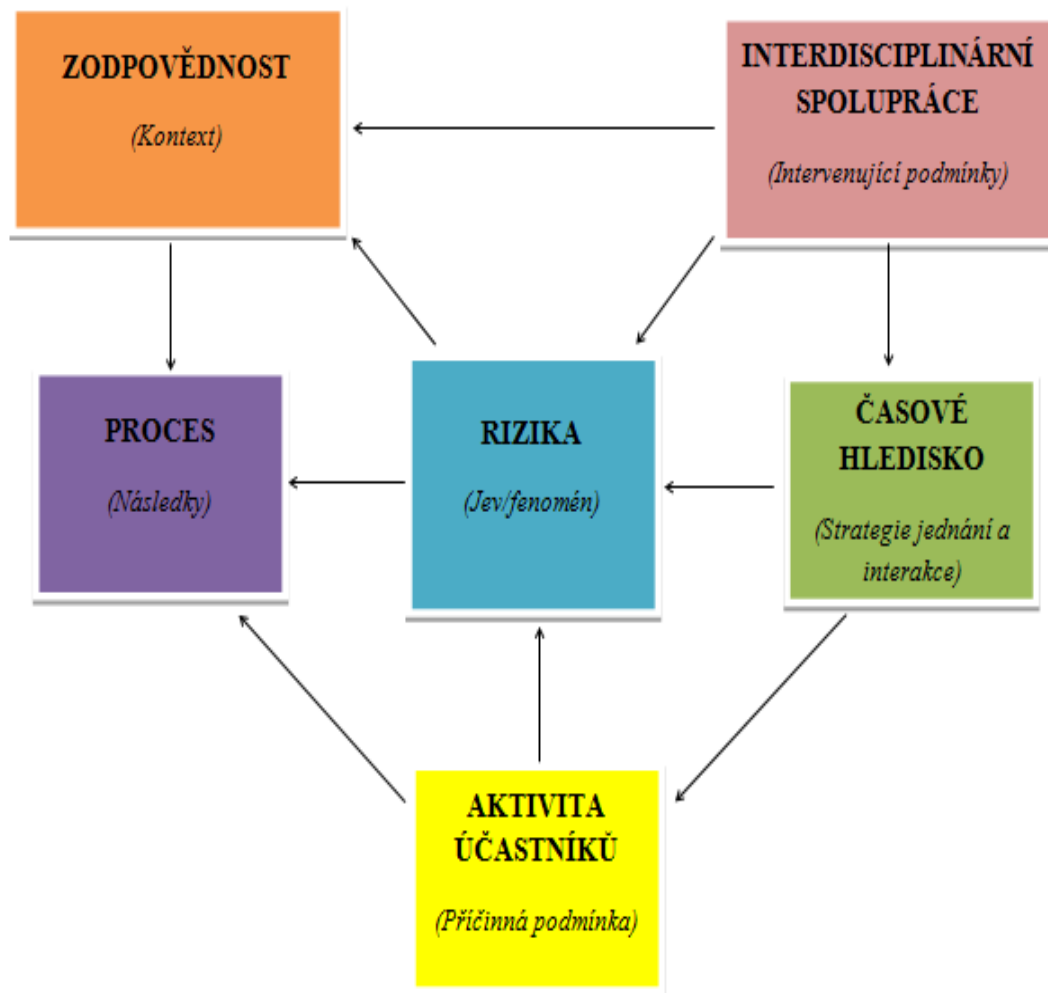 ZODPOVĚDNOST
(Kontext)
INTERDISCIPLINÁRNÍ
SPOLUPRÁCE
(Intervenující podmínky)
PROCES
(Následky)
RIZIKA
(Jev/fenomén)
ČASOVÉ
HLEDISKO
(Strategie jednání a
interakce)
AKTIVITA
ÚČASTNÍKŮ
(Příčinná podmínka)